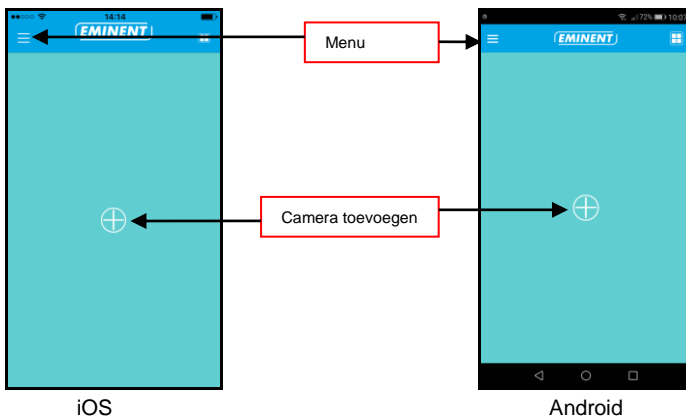 14:14
EMINENT
Menu
72% 10:07
EMINENT
Camera toevoegen
iOS
Android